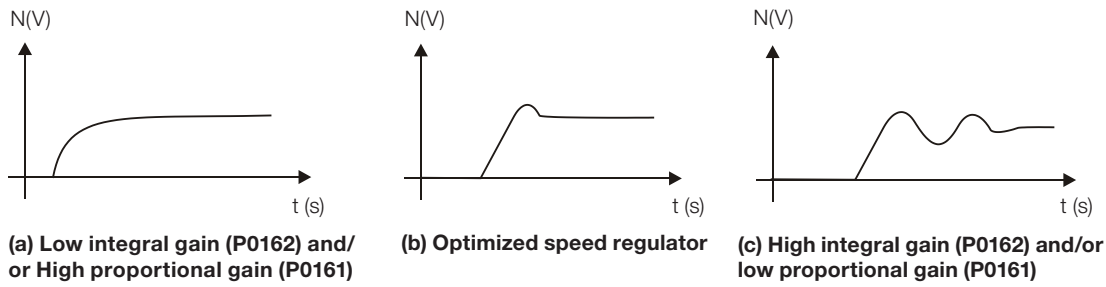 N(V)
t (s)
(a) Low integral gain (P0162) and/
or High proportional gain (P0161)
N(V)
t (s)
(b) Optimized speed regulator
N(V)
t (s)
(c) High integral gain (P0162) and/or
low proportional gain (P0161)